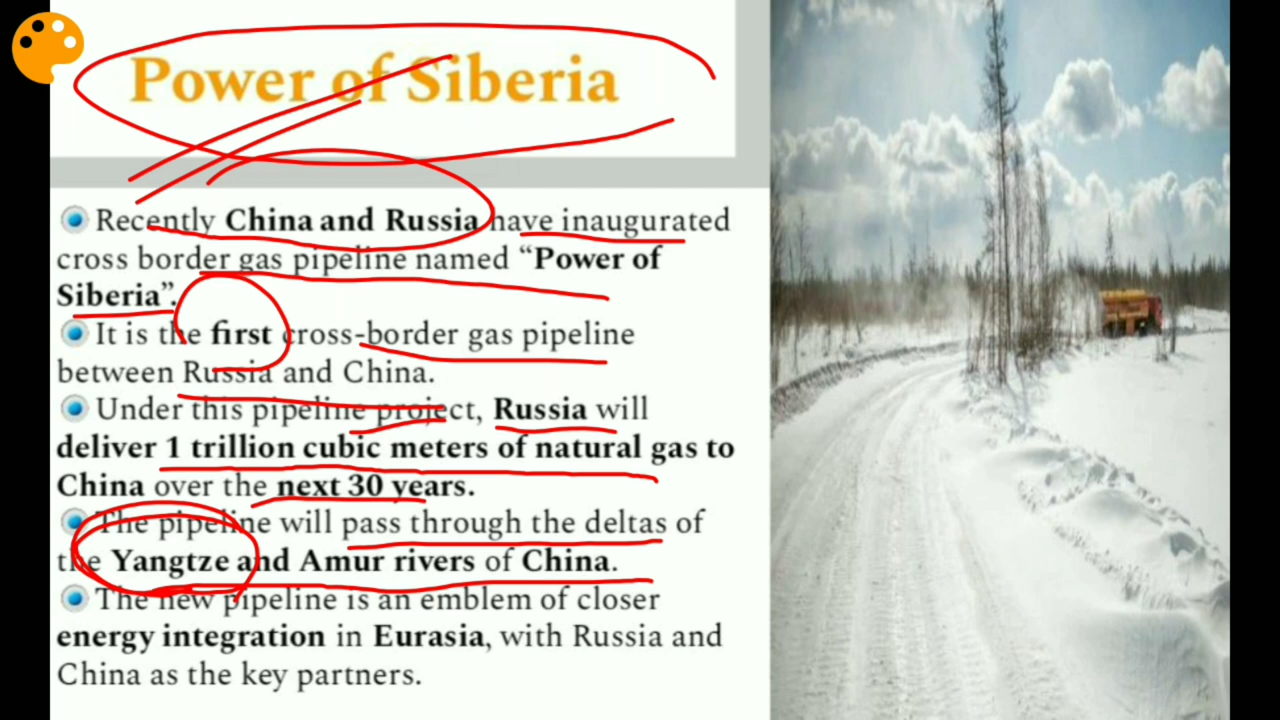 Power of Siberia
Recently China and Russia have inaugurated
cross border gas pipeline named “Power of
Siberia”.
It is the first cross-border gas pipeline
between Russia and China.
Under this pipeline project, Russia will
deliver 1 trillion cubic meters of natural gas to
China over the next 30 years.
The pipeline will pass through the deltas of
the Yangtze and Amur rivers of China.
The new pipeline is an emblem of closer
energy integration in Eurasia, with Russia and
China as the key partners.